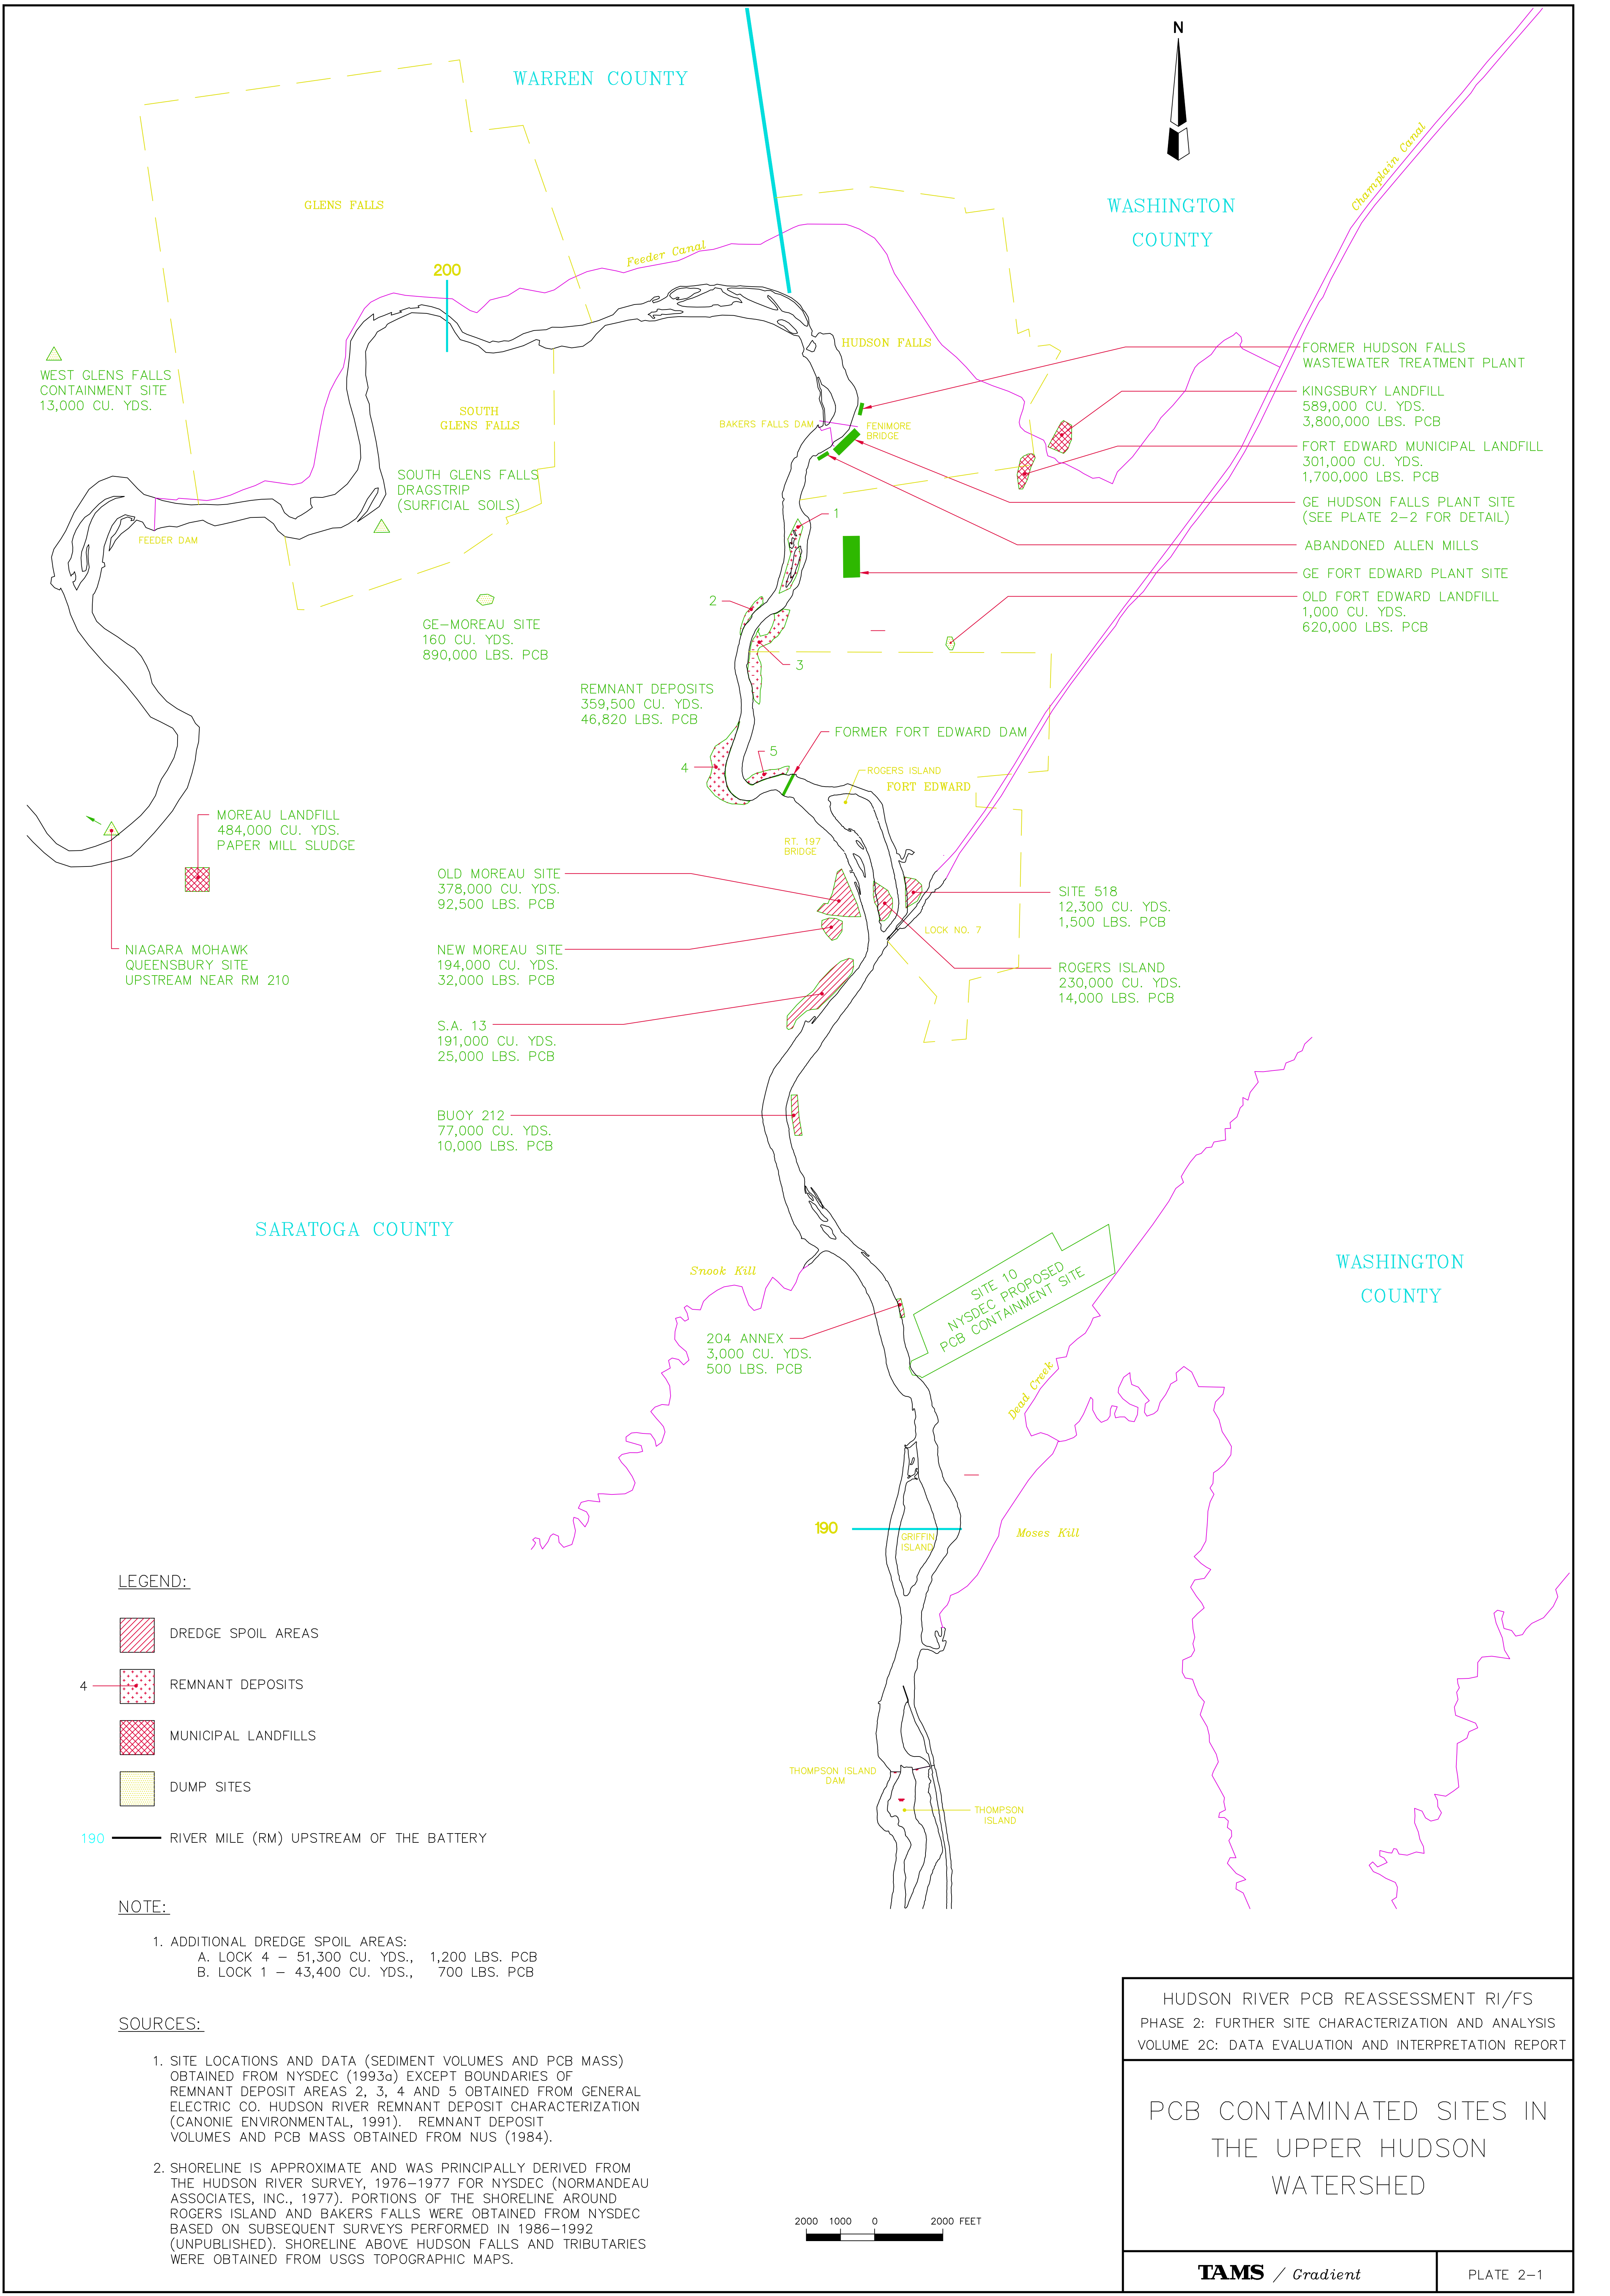 N
WARREN COUNTY
Champlain Canal
GLENS FALLS
WASHINGTON
COUNTY
Feeder Canal
200
HUDSON FALLS
FORMER HUDSON FALLS
WASTEWATER TREATMENT PLANT
WEST GLENS FALLS
CONTAINMENT SITE
13,000 CU. YDS.
KINGSBURY LANDFILL
589,000 CU. YDS.
3,800,000 LBS. PCB
SOUTH
GLENS FALLS
BAKERS FALLS DAM
FENIMORE
BRIDGE
FORT EDWARD MUNICIPAL LANDFILL
301,000 CU. YDS.
1,700,000 LBS. PCB
SOUTH GLENS FALLS
DRAGSTRIP
(SURFICIAL SOILS)
GE HUDSON FALLS PLANT SITE
(SEE PLATE 2-2 FOR DETAIL)
1
FEEDER DAM
ABANDONED ALLEN MILLS
GE FORT EDWARD PLANT SITE
2
OLD FORT EDWARD LANDFILL
1,000 CU. YDS.
620,000 LBS. PCB
GE-MOREAU SITE
160 CU. YDS.
890,000 LBS. PCB
3
REMNANT DEPOSITS
359,500 CU. YDS.
46,820 LBS. PCB
FORMER FORT EDWARD DAM
5
4
ROGERS ISLAND
FORT EDWARD
MOREAU LANDFILL
484,000 CU. YDS.
PAPER MILL SLUDGE
RT. 197
BRIDGE
OLD MOREAU SITE
378,000 CU. YDS.
92,500 LBS. PCB
SITE 518
12,300 CU. YDS.
1,500 LBS. PCB
LOCK NO. 7
NIAGARA MOHAWK
QUEENSBURY SITE
UPSTREAM NEAR RM 210
NEW MOREAU SITE
194,000 CU. YDS.
32,000 LBS. PCB
ROGERS ISLAND
230,000 CU. YDS.
14,000 LBS. PCB
S.A. 13
191,000 CU. YDS.
25,000 LBS. PCB
BUOY 212
77,000 CU. YDS.
10,000 LBS. PCB
SARATOGA COUNTY
WASHINGTON
COUNTY
Snook Kill
SITE 10
NYSDEC PROPOSED
PCB CONTAINMENT SITE
204 ANNEX
3,000 CU. YDS.
500 LBS. PCB
Dead Creek
190
GRIFFIN
ISLAND
Moses Kill
THOMPSON ISLAND
DAM
THOMPSON
ISLAND
LEGEND:
DREDGE SPOIL AREAS
4
REMNANT DEPOSITS
MUNICIPAL LANDFILLS
DUMP SITES
190 RIVER MILE (RM) UPSTREAM OF THE BATTERY
NOTE:
1. ADDITIONAL DREDGE SPOIL AREAS:
A. LOCK 4 - 51,300 CU. YDS., 1,200 LBS. PCB
B. LOCK 1 - 43,400 CU. YDS., 700 LBS. PCB
SOURCES:
1. SITE LOCATIONS AND DATA (SEDIMENT VOLUMES AND PCB MASS)
OBTAINED FROM NYSDEC (1993a) EXCEPT BOUNDARIES OF
REMNANT DEPOSIT AREAS 2, 3, 4 AND 5 OBTAINED FROM GENERAL
ELECTRIC CO. HUDSON RIVER REMNANT DEPOSIT CHARACTERIZATION
(CANONIE ENVIRONMENTAL, 1991). REMNANT DEPOSIT
VOLUMES AND PCB MASS OBTAINED FROM NUS (1984).
2. SHORELINE IS APPROXIMATE AND WAS PRINCIPALLY DERIVED FROM
THE HUDSON RIVER SURVEY, 1976-1977 FOR NYSDEC (NORMANDEAU
ASSOCIATES, INC., 1977). PORTIONS OF THE SHORELINE AROUND
ROGERS ISLAND AND BAKERS FALLS WERE OBTAINED FROM NYSDEC
BASED ON SUBSEQUENT SURVEYS PERFORMED IN 1986-1992
(UNPUBLISHED). SHORELINE ABOVE HUDSON FALLS AND TRIBUTARIES
WERE OBTAINED FROM USGS TOPOGRAPHIC MAPS.
2000 1000 0 2000 FEET
HUDSON RIVER PCB REASSESSMENT RI/FS
PHASE 2: FURTHER SITE CHARACTERIZATION AND ANALYSIS
VOLUME 2C: DATA EVALUATION AND INTERPRETATION REPORT
PCB CONTAMINATED SITES IN
THE UPPER HUDSON
WATERSHED
TAMS / Gradient
PLATE 2-1